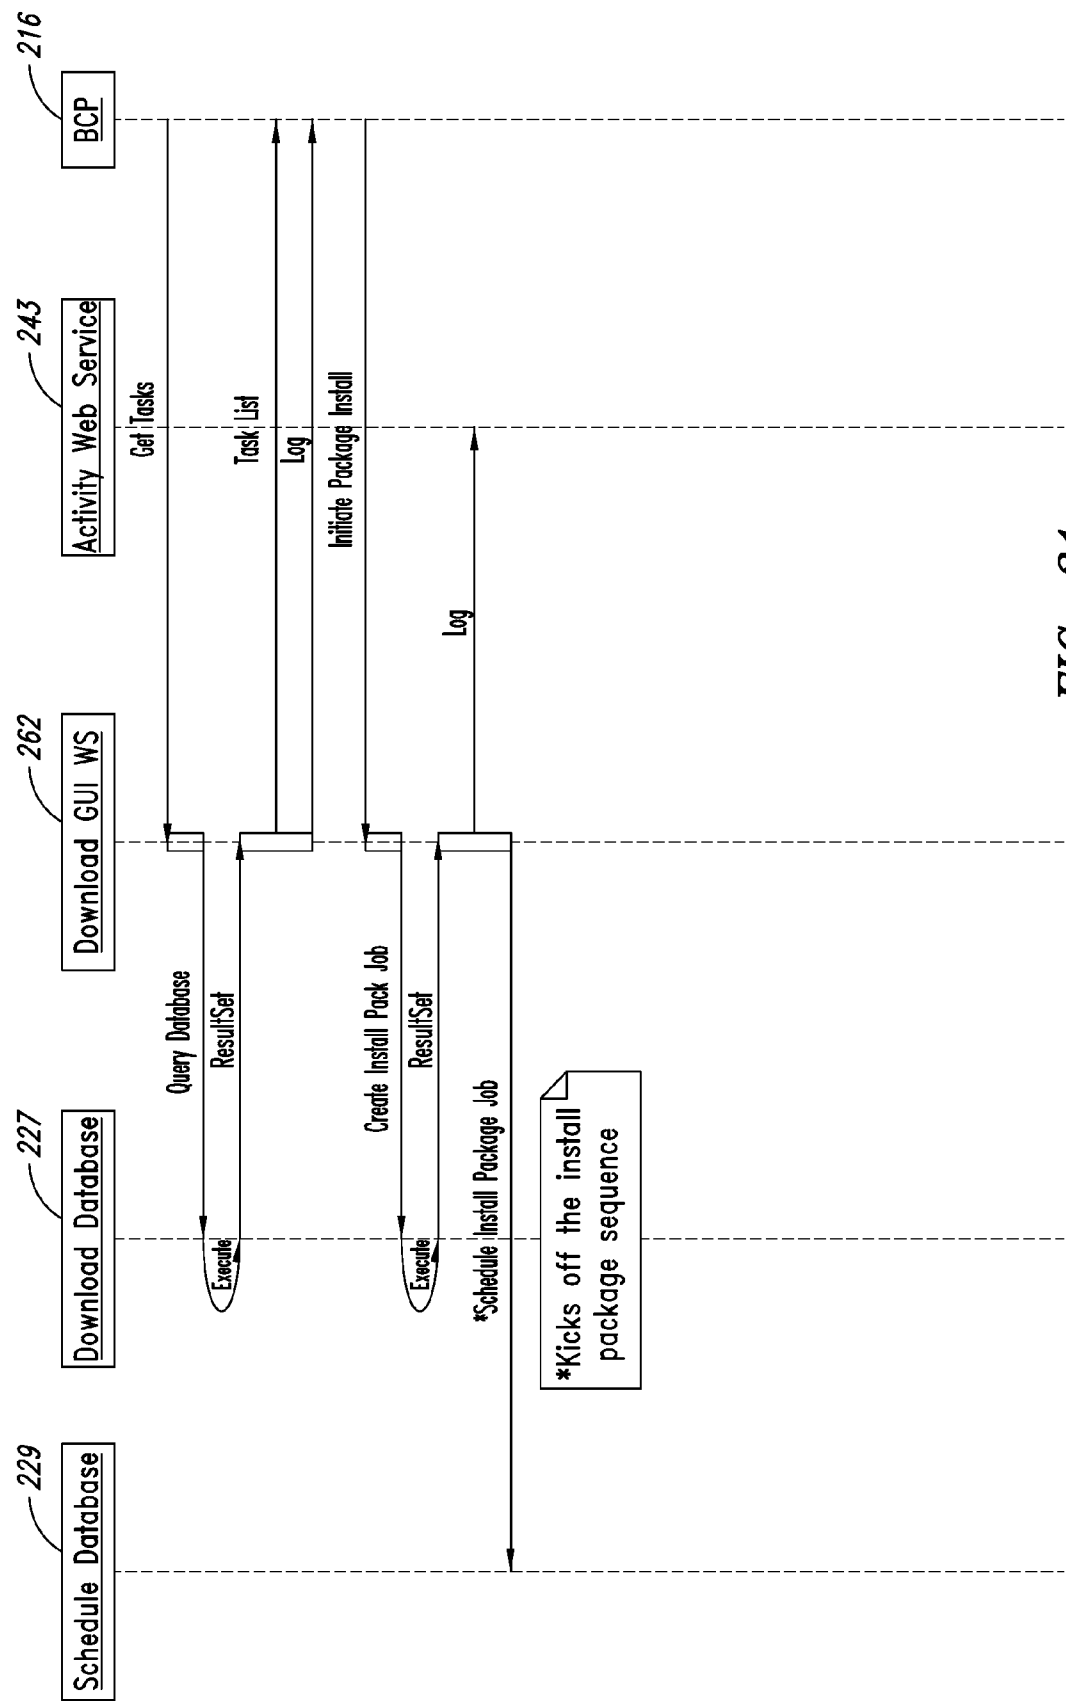 229
227
262
243
216
Schedule Database
Download Database
Download GUI WS
Activity Web Service
BCP
Get Tasks
Query Database
Execute
ResultSet
Task List
Log
Initiate Package Install
Create Install Pack Job
Execute
ResultSet
Log
*Schedule Install Package Job
*Kicks off the install
package sequence
FIG.